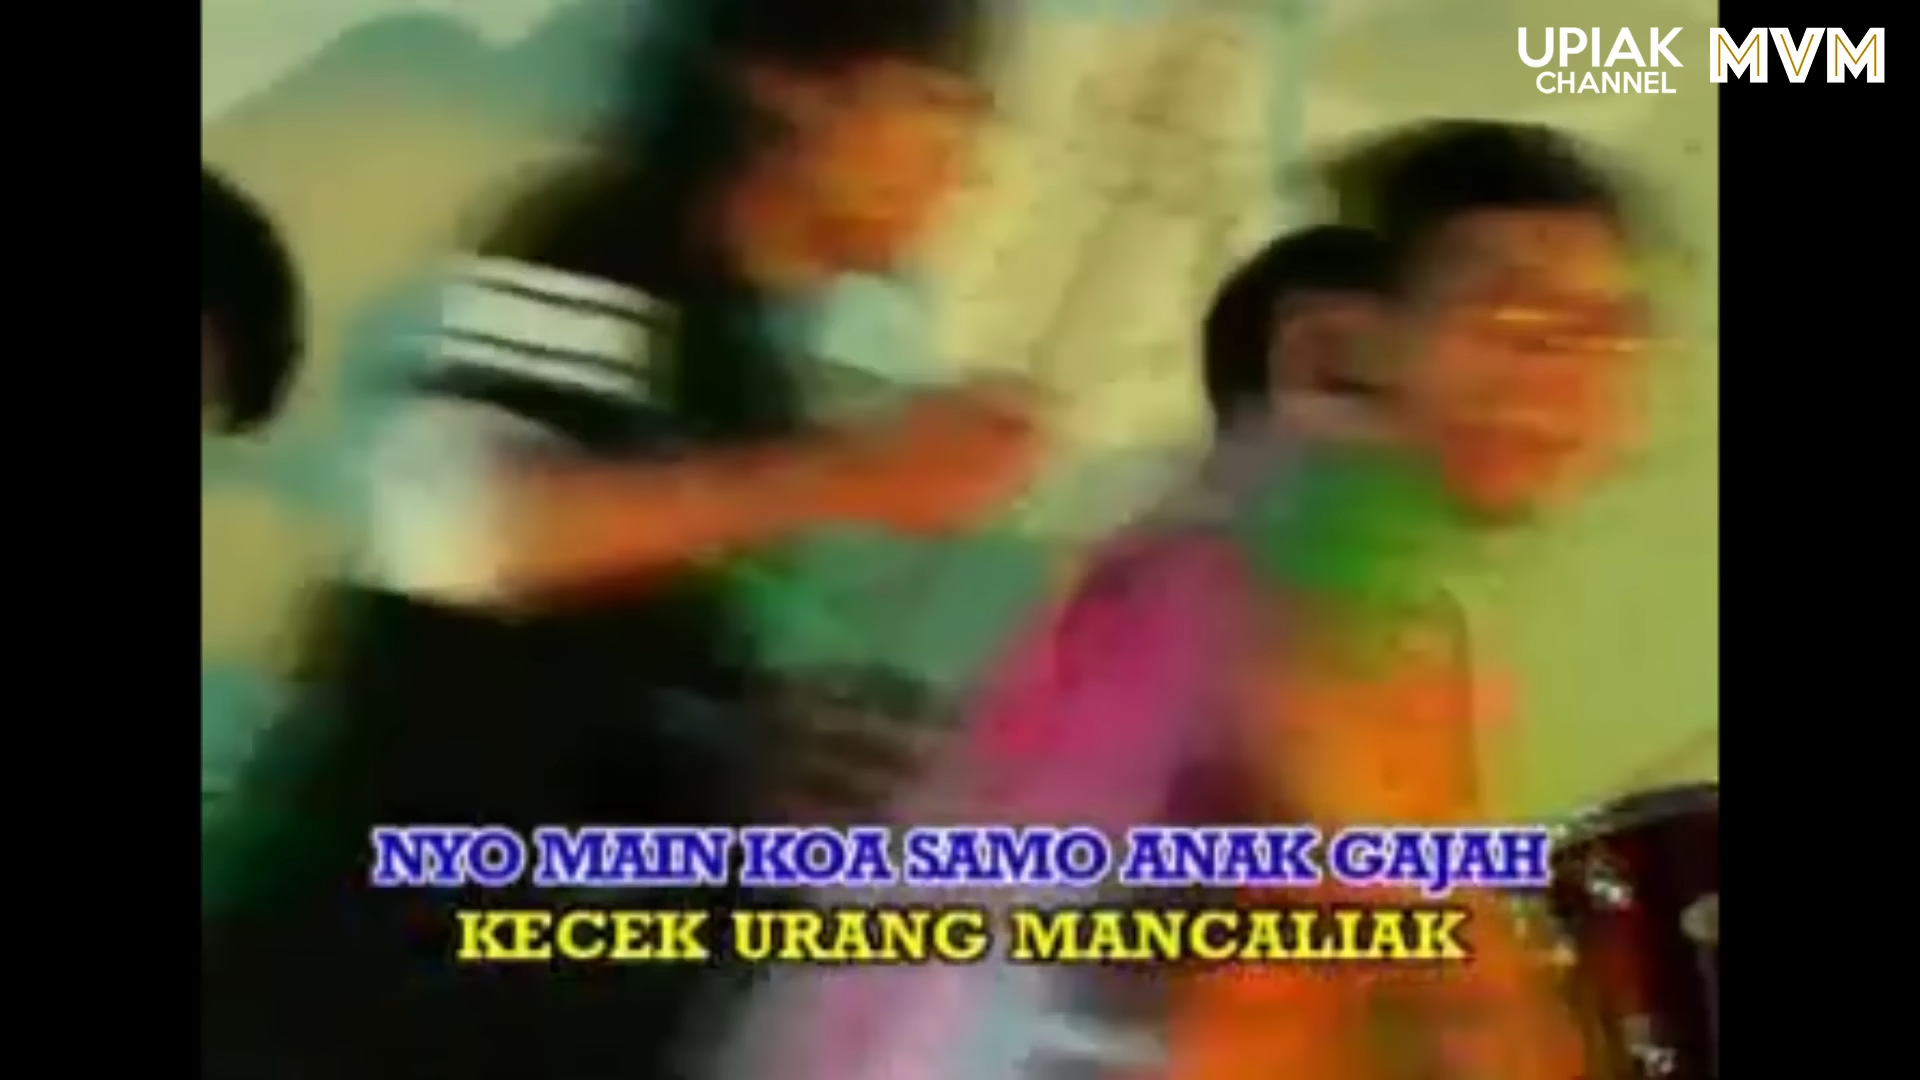 UPIAK MVM
CHANNEL
NYO MAIN KOA SAMO ANAK GAJAH
KECEK URANG MANCALIAK